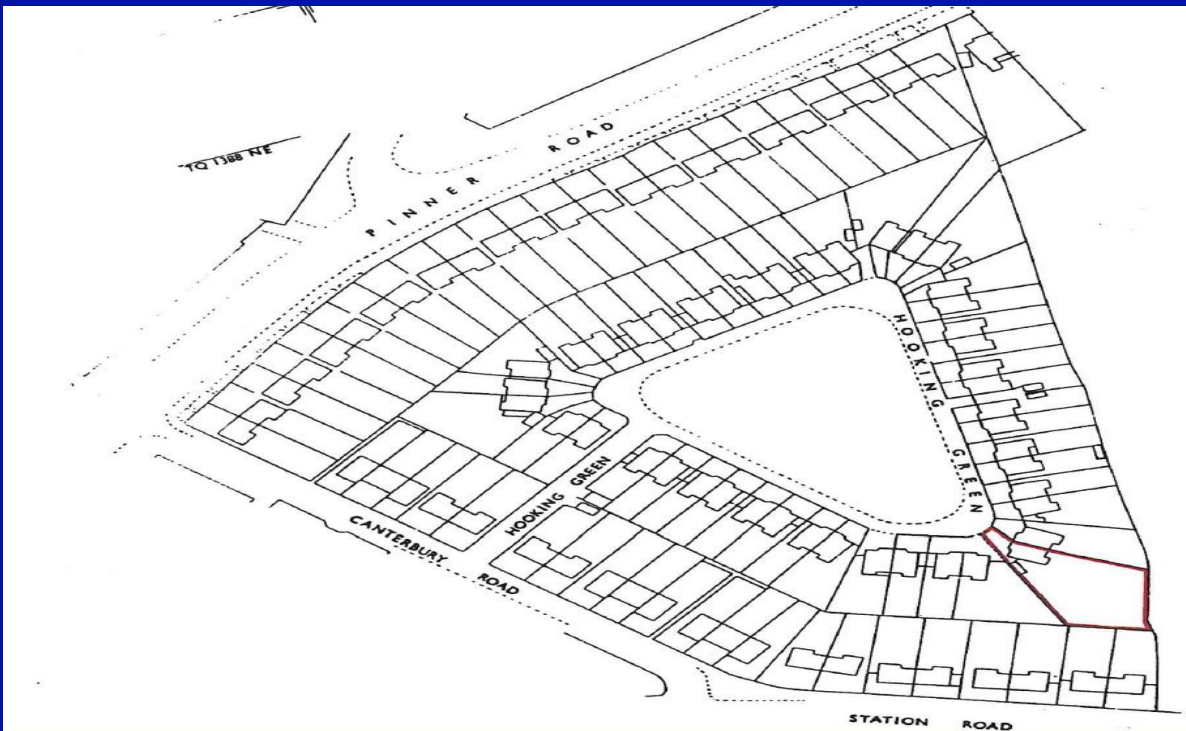 TQ 1388 NE
PINNER ROAD
HOOKING GREEN
HOOKING GREEN
CANTERBURY ROAD
STATION ROAD